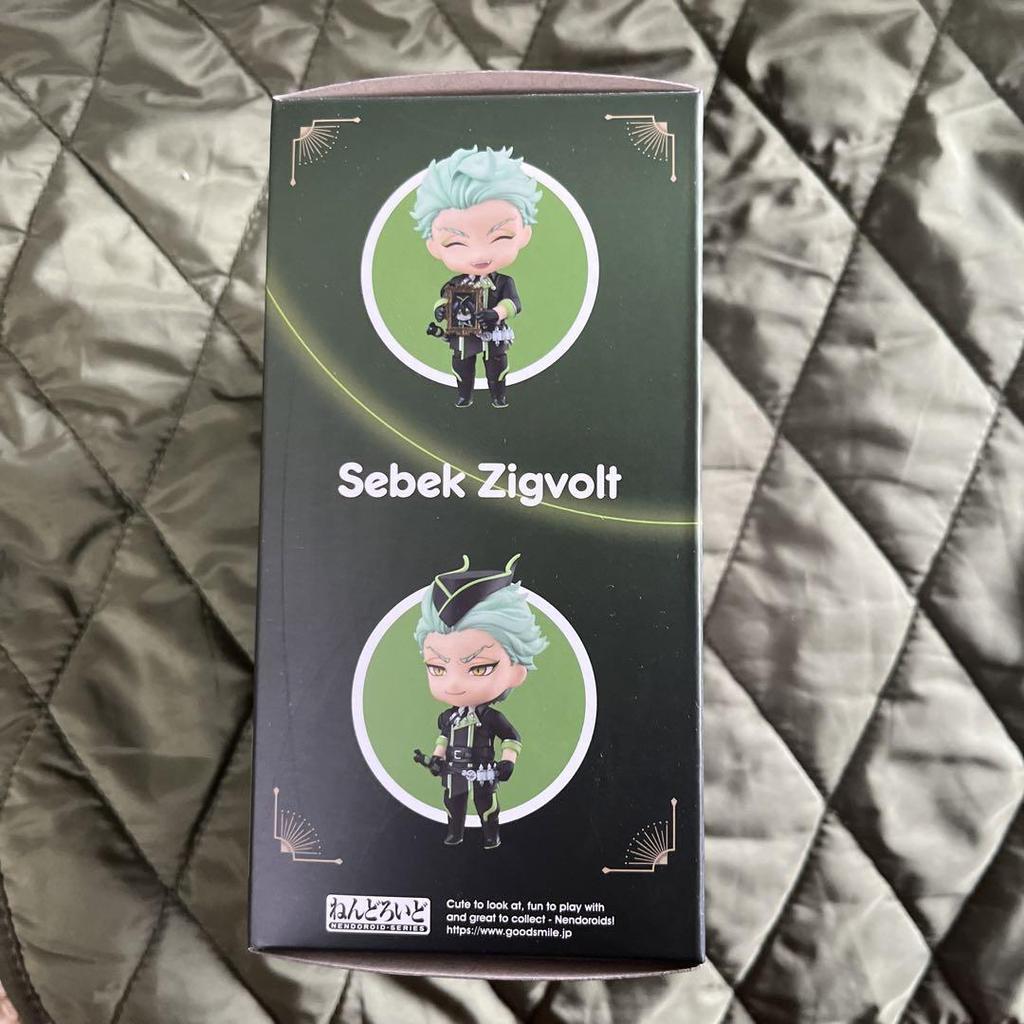 Sebek Zigvolt
ねんどろいど
NENDOROID-SERIES
Cute to look at, fun to play with
and great to collect - Nendoroids!
https://www.goodsmile.jp